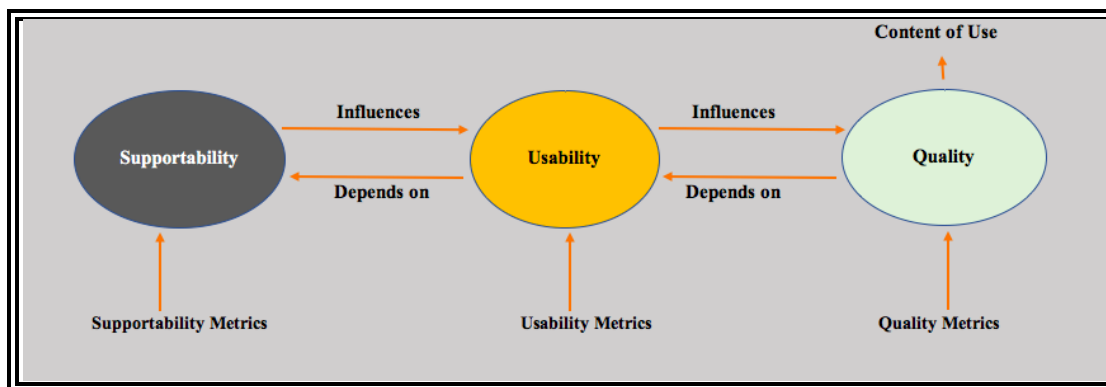 Content of Use
Influences
Influences
Supportability
Usability
Quality
Depends on
Depends on
Supportability Metrics
Usability Metrics
Quality Metrics